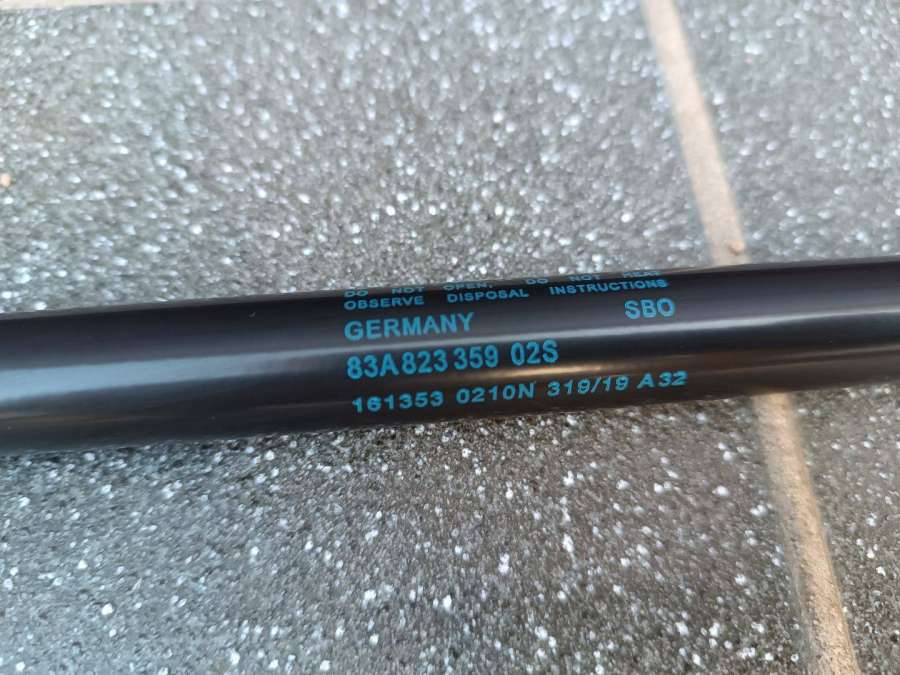 DO NOT OPEN, DO NOT HEAT
OBSERVE DISPOSAL INSTRUCTIONS
GERMANY SBO
83A 823 359 02S
161353 0210N 319/19 A32